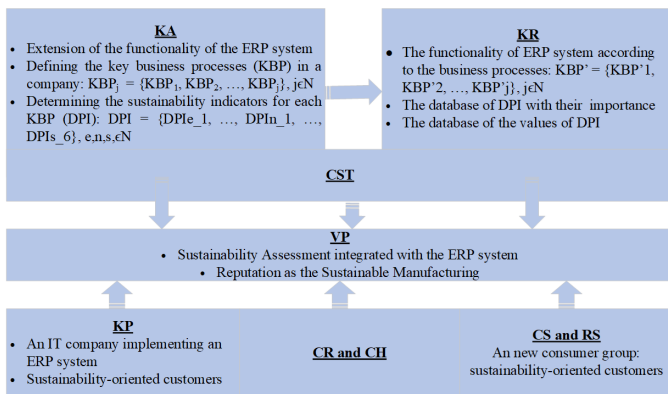 KA
• Extension of the functionality of the ERP system
• Defining the key business processes (KBP) in a
company: KBPj = {KBP1, KBP2, …, KBPj}, jϵN
• Determining the sustainability indicators for each
KBP (DPI): DPI = {DPIe_1, …, DPIn_1, …,
DPIs_6}, e,n,s,ϵN
KR
● The functionality of ERP system according
to the business processes: KBP’ = {KBP’1,
KBP’2, …, KBP’j}, jϵN
• The database of DPI with their importance
• The database of the values of DPI
CST
VP
• Sustainability Assessment integrated with the ERP system
• Reputation as the Sustainable Manufacturing
KP
• An IT company implementing an
ERP system
• Sustainability-oriented customers
CR and CH
CS and RS
An new consumer group:
sustainability-oriented customers